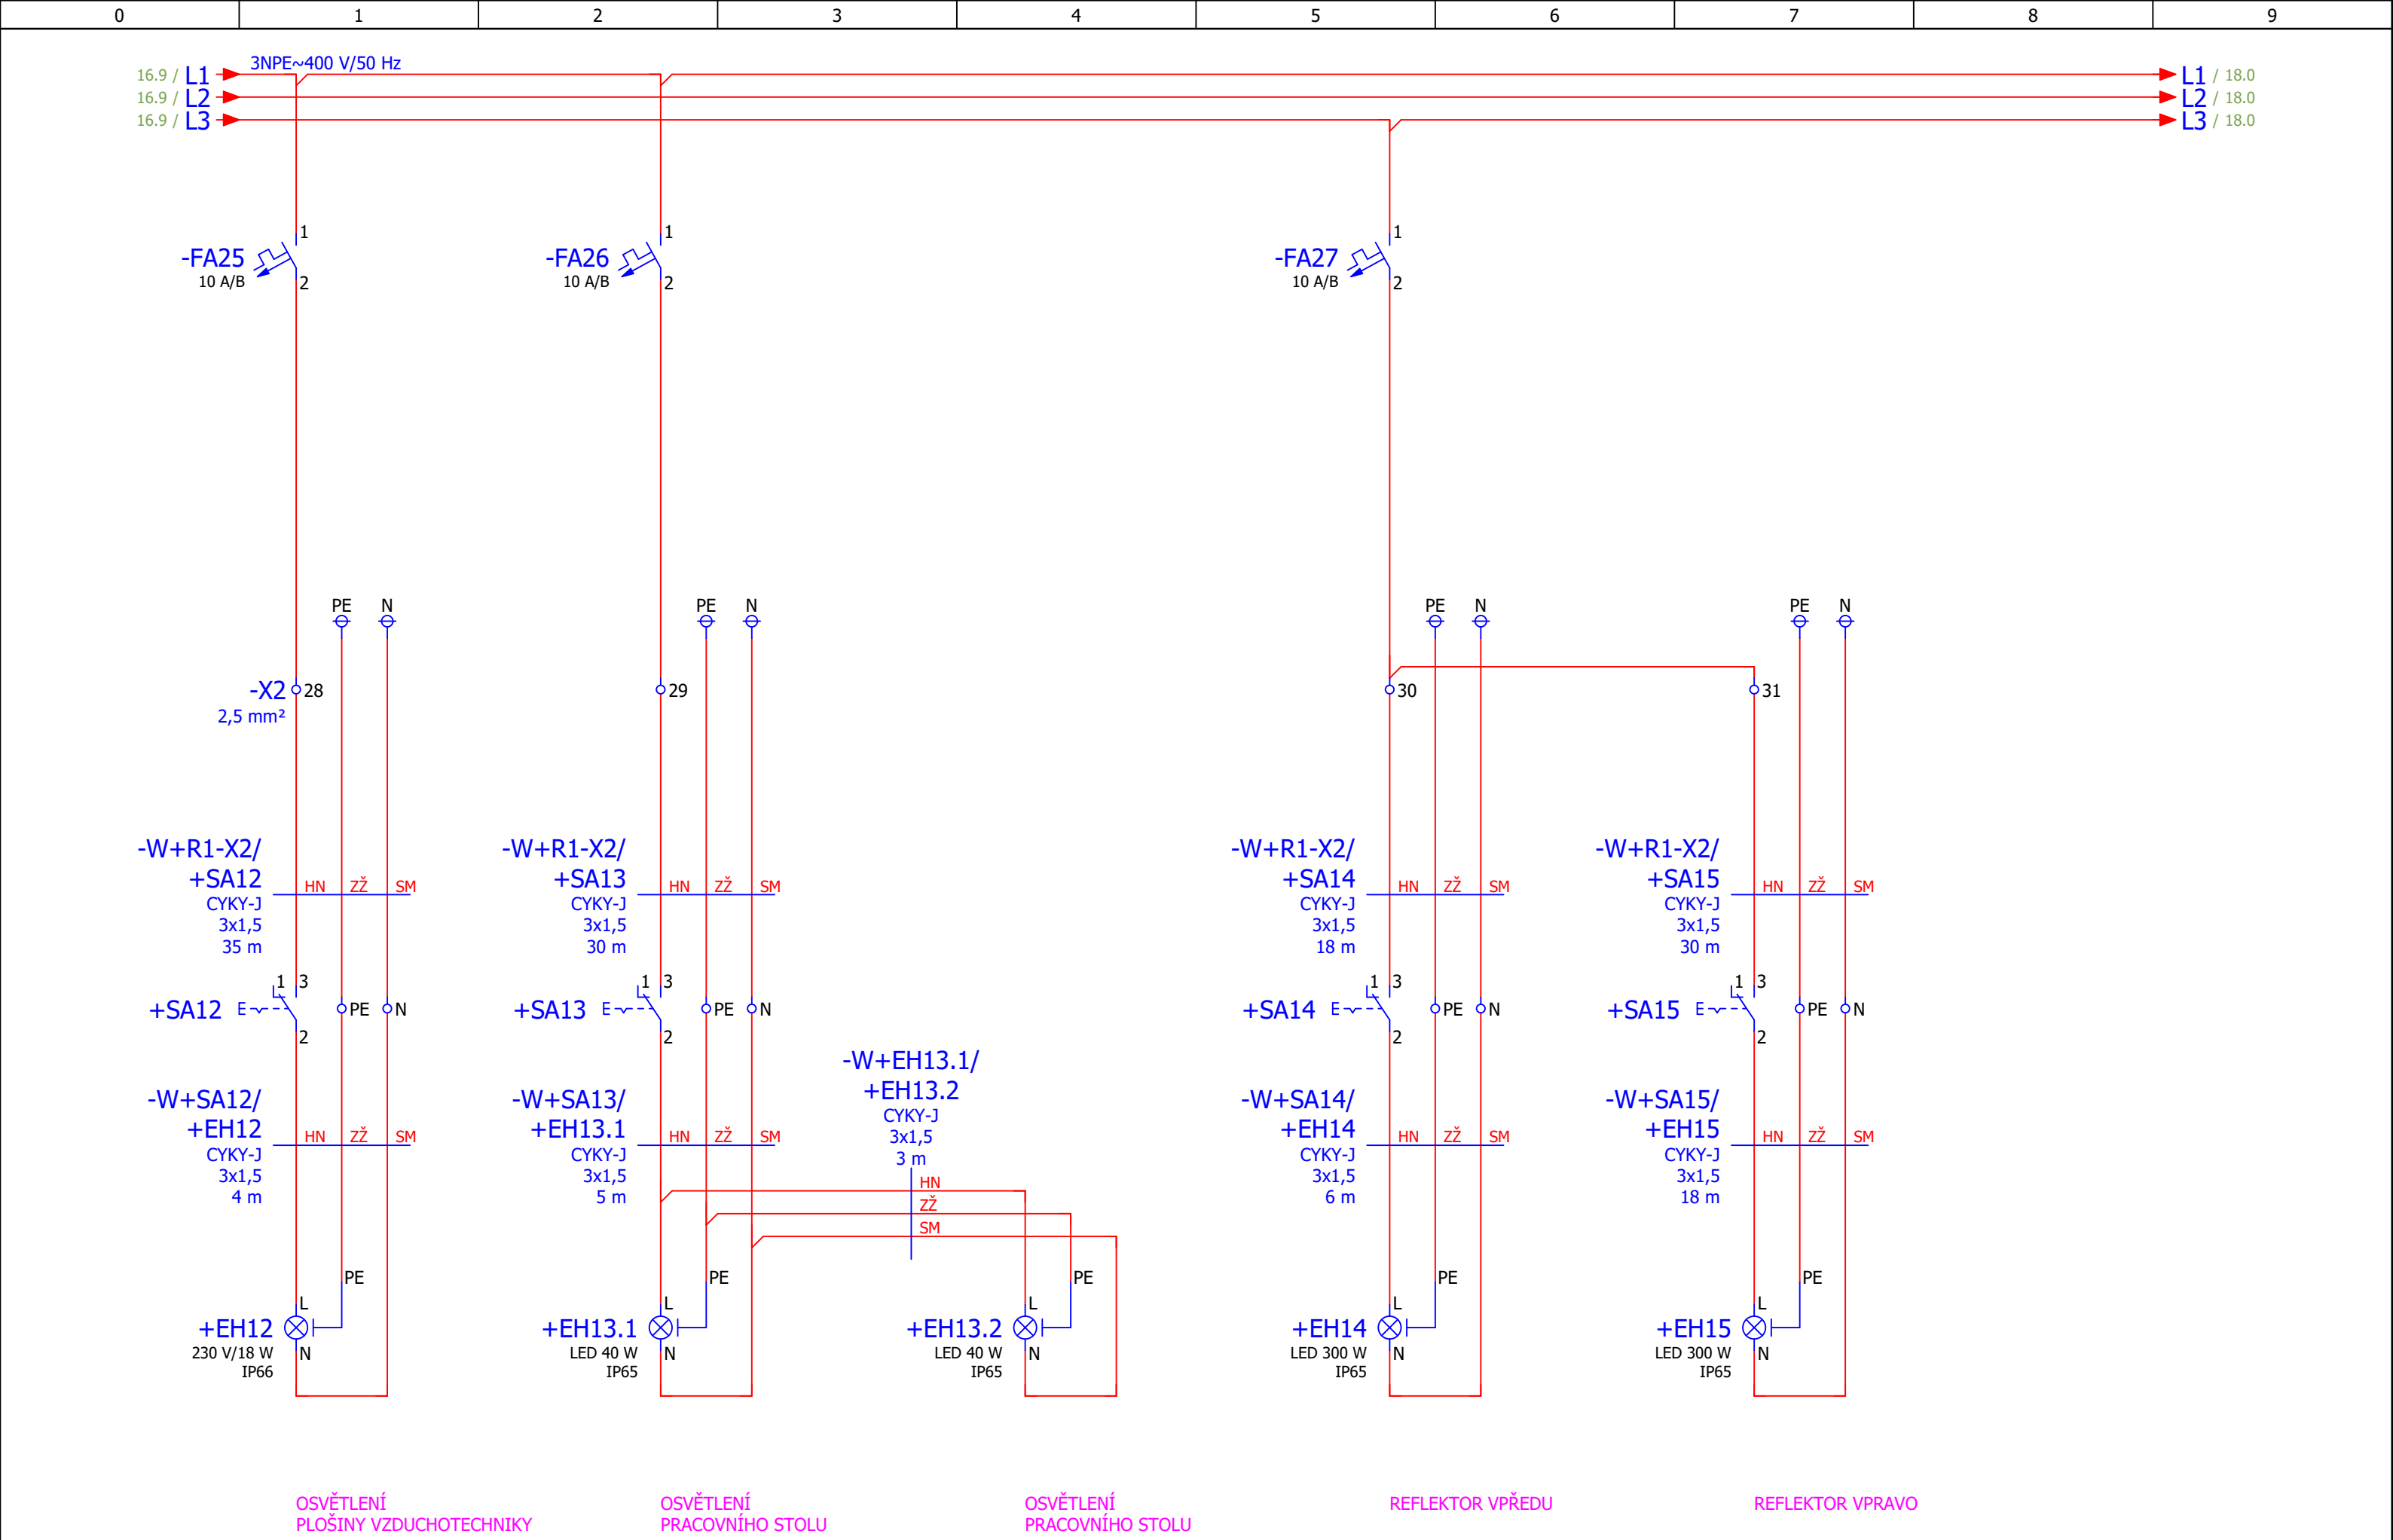 0 1 2 3 4 5 6 7 8 9
3NPE~400 V/50 Hz
16.9 / L1 L1 / 18.0
16.9 / L2 L2 / 18.0
16.9 / L3 L3 / 18.0
1 1 1
-FA25 -FA26 -FA27
10 A/B 10 A/B 10 A/B
2 2 2
PE N PE N PE N PE N
-X2 28 29 30 31
2,5 mm²
-W+R1-X2/ -W+R1-X2/ -W+R1-X2/ -W+R1-X2/
+SA12 HN ZŽ SM +SA13 HN ZŽ SM +SA14 HN ZŽ SM +SA15 HN ZŽ SM
CYKY-J CYKY-J CYKY-J CYKY-J
3x1,5 3x1,5 3x1,5 3x1,5
35 m 30 m 18 m 30 m
1 3 1 3 1 3 1 3
+SA12 PE N +SA13 PE N +SA14 PE N +SA15 PE N
2 2 2 2
-W+EH13.1/
+EH13.2
CYKY-J
3x1,5
3 m
-W+SA12/ -W+SA13/ -W+SA14/ -W+SA15/
+EH12 HN ZŽ SM +EH13.1 HN ZŽ SM +EH14 HN ZŽ SM +EH15 HN ZŽ SM
CYKY-J CYKY-J CYKY-J CYKY-J
3x1,5 3x1,5 3x1,5 3x1,5
4 m 5 m 6 m 18 m
HN
ZŽ
SM
PE PE PE PE PE
L L L L L
+EH12 +EH13.1 +EH13.2 +EH14 +EH15
230 V/18 W N LED 40 W N LED 40 W N LED 300 W N LED 300 W N
IP66 IP65 IP65 IP65 IP65
OSVĚTLENÍ OSVĚTLENÍ OSVĚTLENÍ REFLEKTOR VPŘEDU REFLEKTOR VPRAVO
PLOŠINY VZDUCHOTECHNIKY PRACOVNÍHO STOLU PRACOVNÍHO STOLU